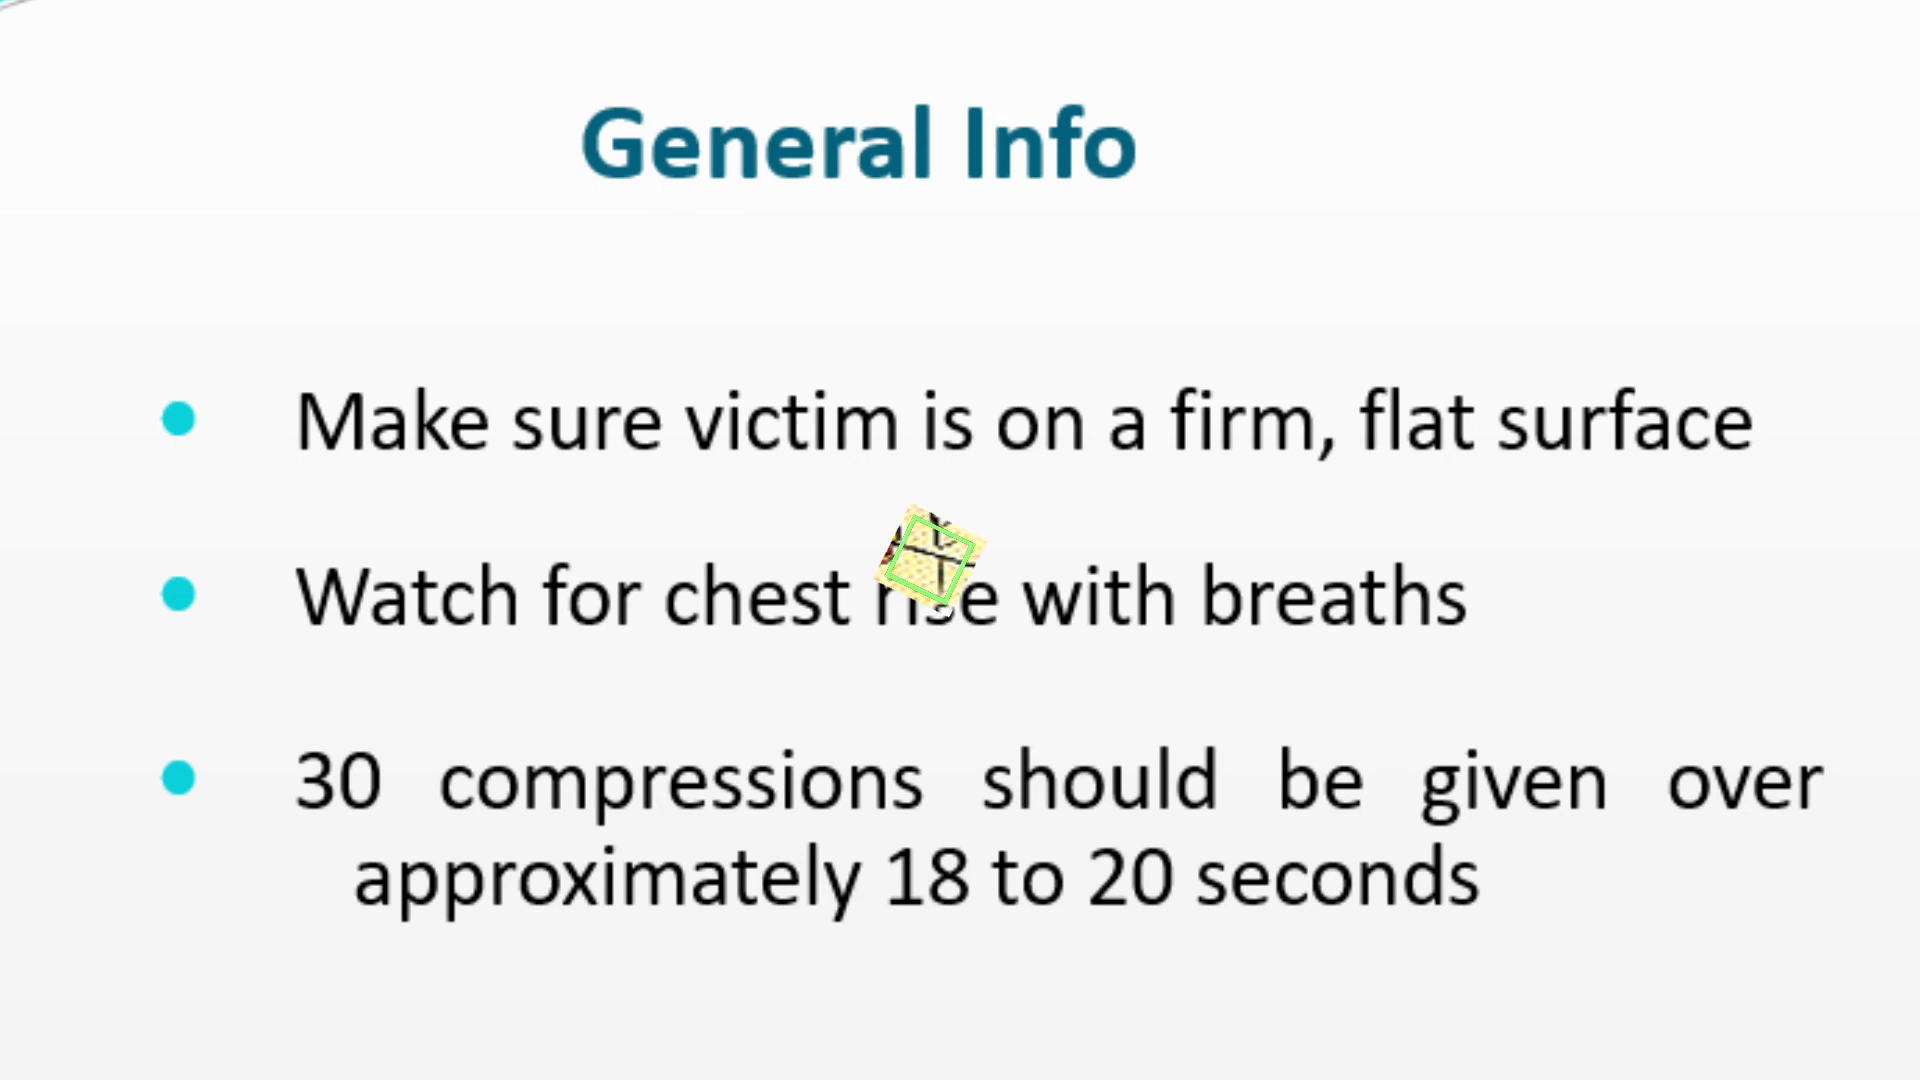 General Info
Make sure victim is on a firm, flat surface
Watch for chest rise with breaths
30 compressions should be given over
approximately 18 to 20 seconds